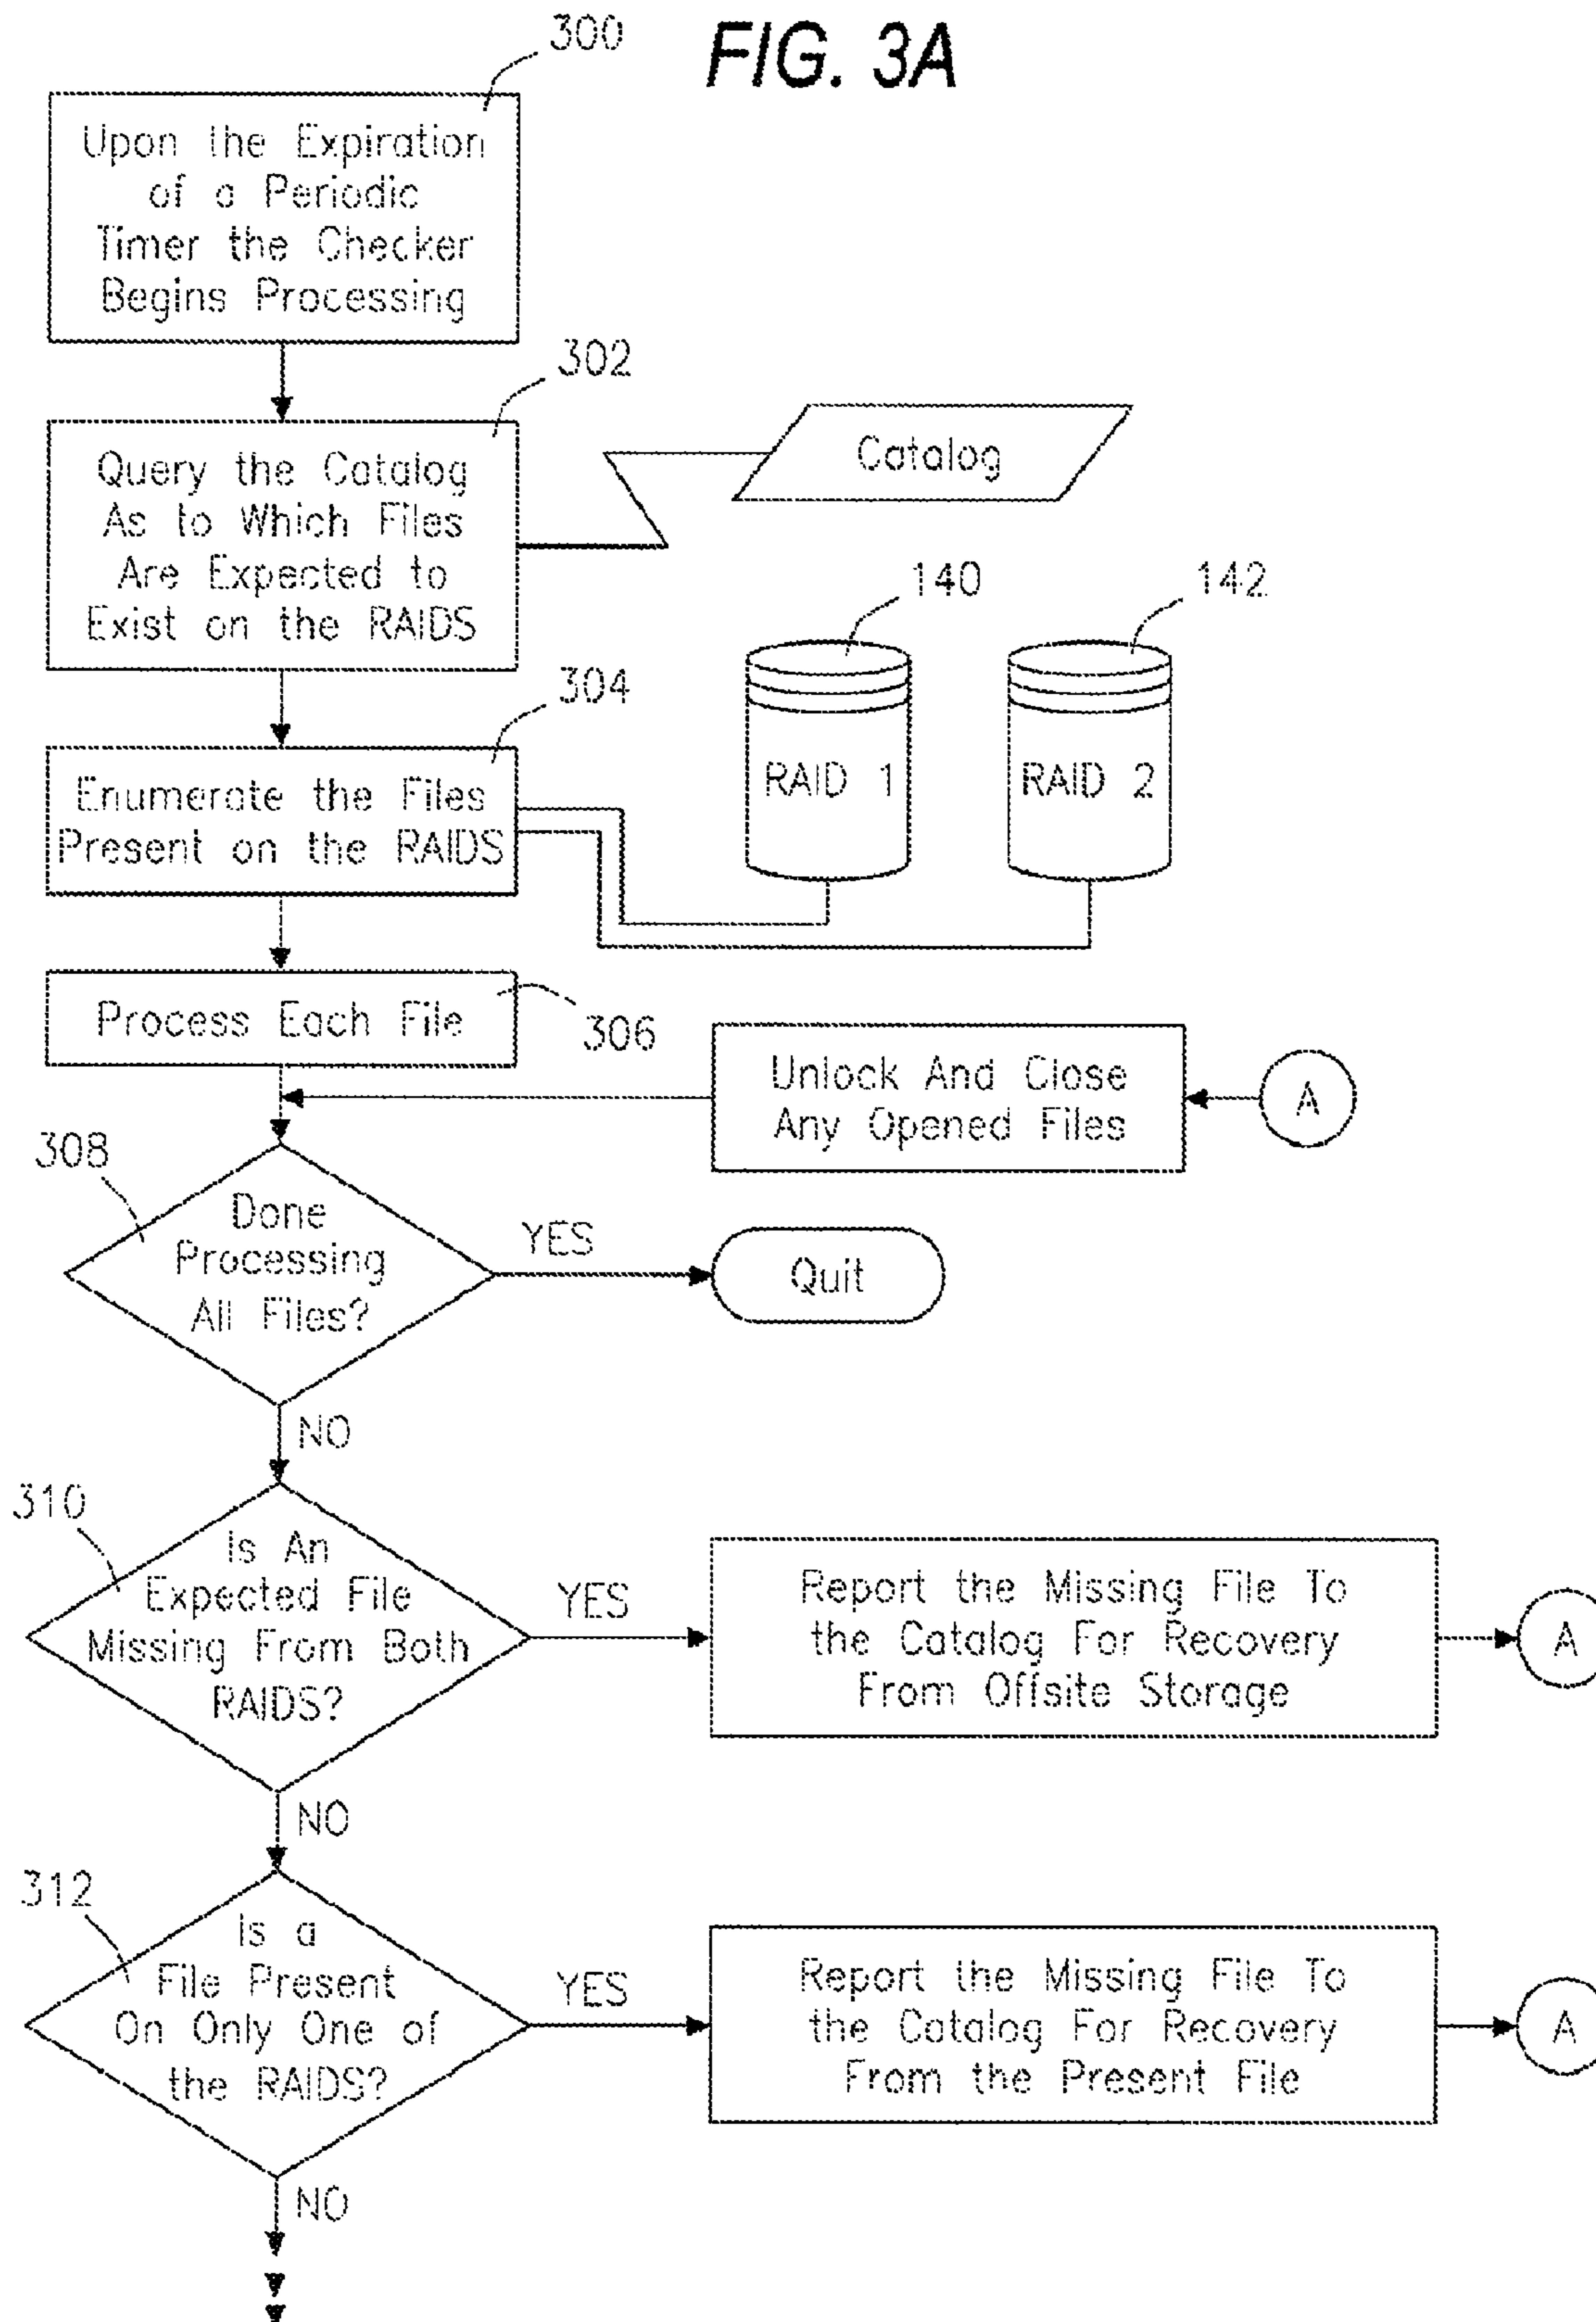 FIG. 3A
300
Upon the Expiration
of a Periodic
Timer the Checker
Begins Processing
302
Query the Catalog
As to Which Files
Are Expected to
Exist on the RAIDS
Catalog
140
142
RAID 1
RAID 2
304
Enumerate the Files
Present on the RAIDS
Process Each File
306
Unlock And Close
Any Opened Files
A
308
Done
Processing
All Files?
YES
Quit
NO
310
Is An
Expected File
Missing From Both
RAIDS?
YES
Report the Missing File To
the Catalog For Recovery
From Offsite Storage
A
NO
312
Is a
File Present
On Only One of
the RAIDS?
YES
Report the Missing File To
the Catalog For Recovery
From the Present File
A
NO